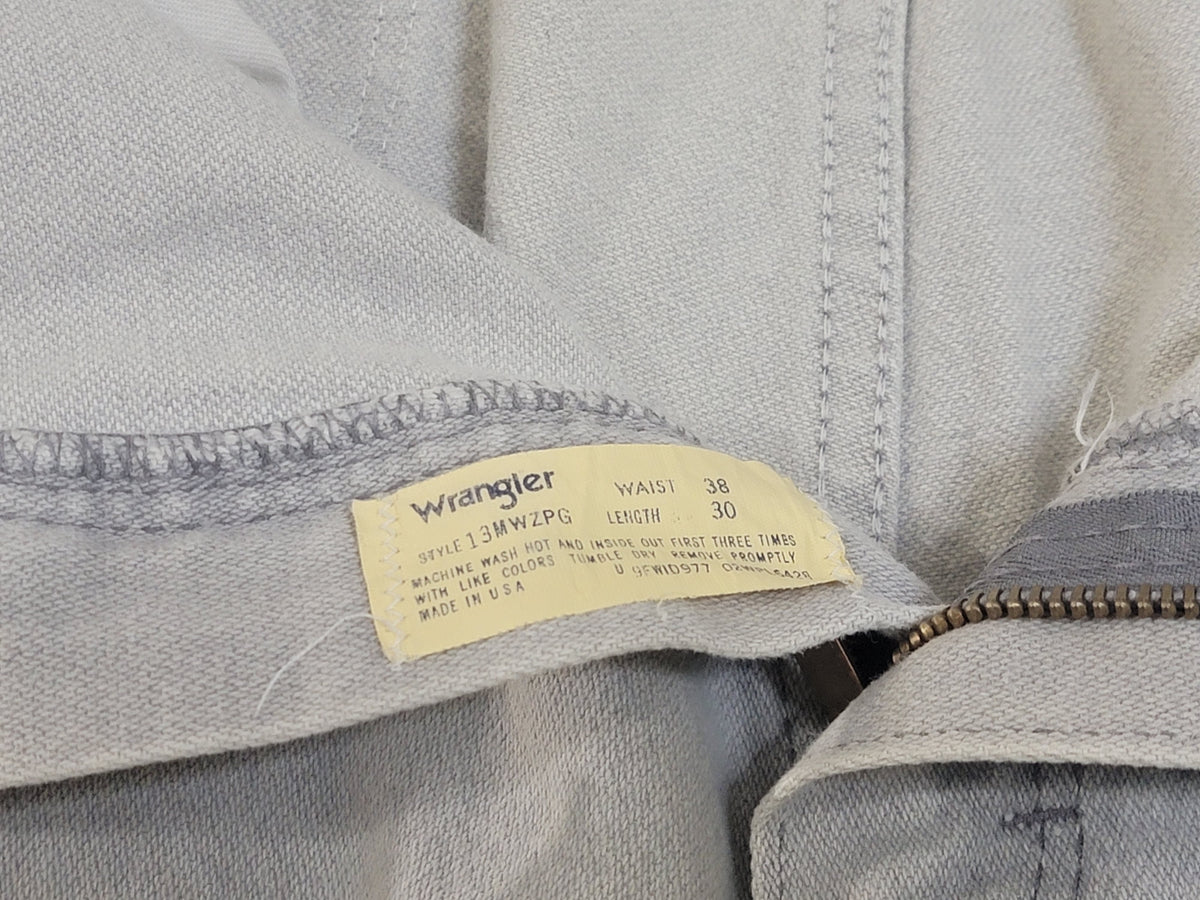 Wrangler WAIST 38
STYLE 13MWZPG LENGTH 30
MACHINE WASH HOT AND INSIDE OUT FIRST THREE TIMES
WITH LIKE COLORS TUMBLE DRY REMOVE PROMPTLY
MADE IN USA U 9FWID977